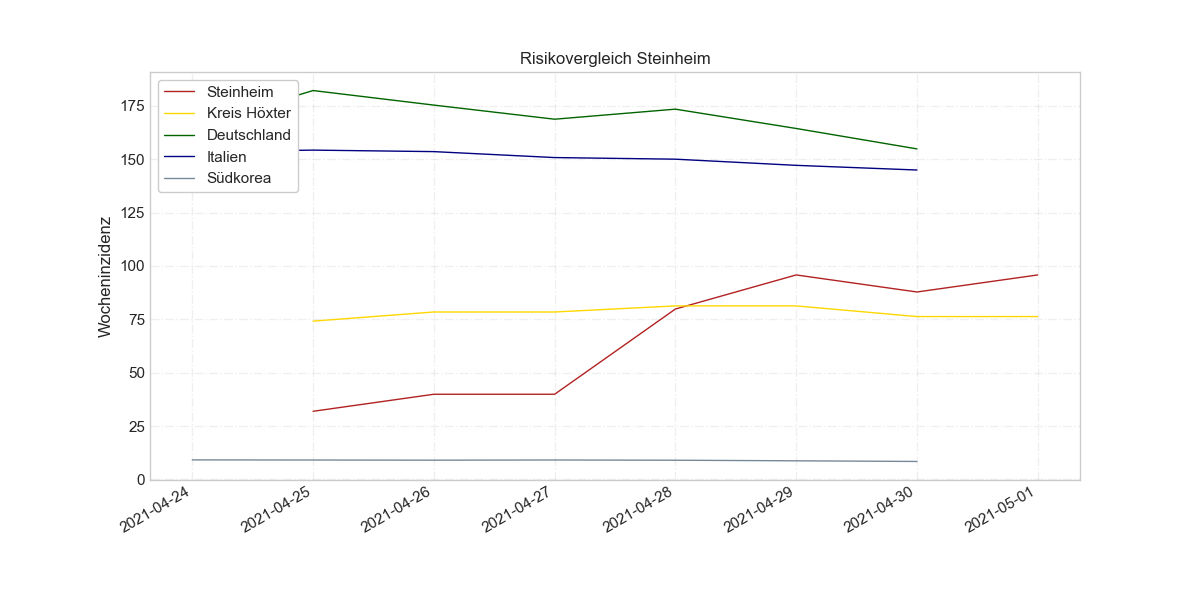 Risikovergleich Steinheim
Steinheim
Kreis Höxter
Deutschland
Italien
Südkorea
Wocheninzidenz
175
150
125
100
75
50
25
0
2021-04-24
2021-04-25
2021-04-26
2021-04-27
2021-04-28
2021-04-29
2021-04-30
2021-05-01